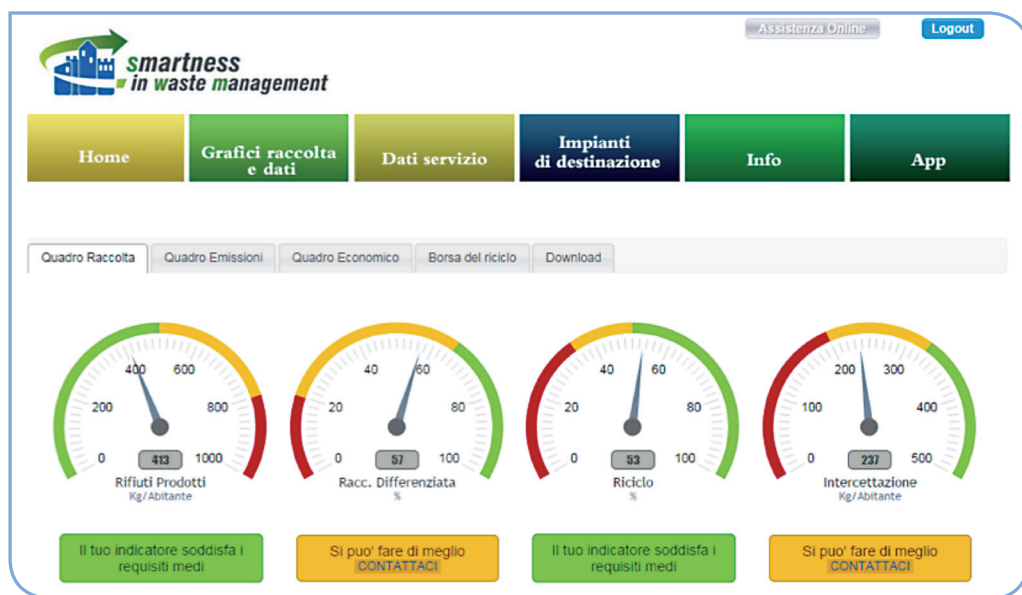 Assistenza Online
Logout
smartness
in waste management
Home
Grafici raccolta
e dati
Dati servizio
Impianti
di destinazione
Info
App
Quadro Raccolta
Quadro Emissioni
Quadro Economico
Borsa del riciclo
Download
0
200
400
600
800
1000
413
Rifiuti Prodotti
Kg/Abitante
0
20
40
60
80
100
57
Racc. Differenziata
%
0
20
40
60
80
100
53
Riciclo
%
0
100
200
300
400
500
237
Intercettazione
Kg/Abitante
Il tuo indicatore soddisfa i
requisiti medi
Si puo' fare di meglio
CONTATTACI
Il tuo indicatore soddisfa i
requisiti medi
Si puo' fare di meglio
CONTATTACI